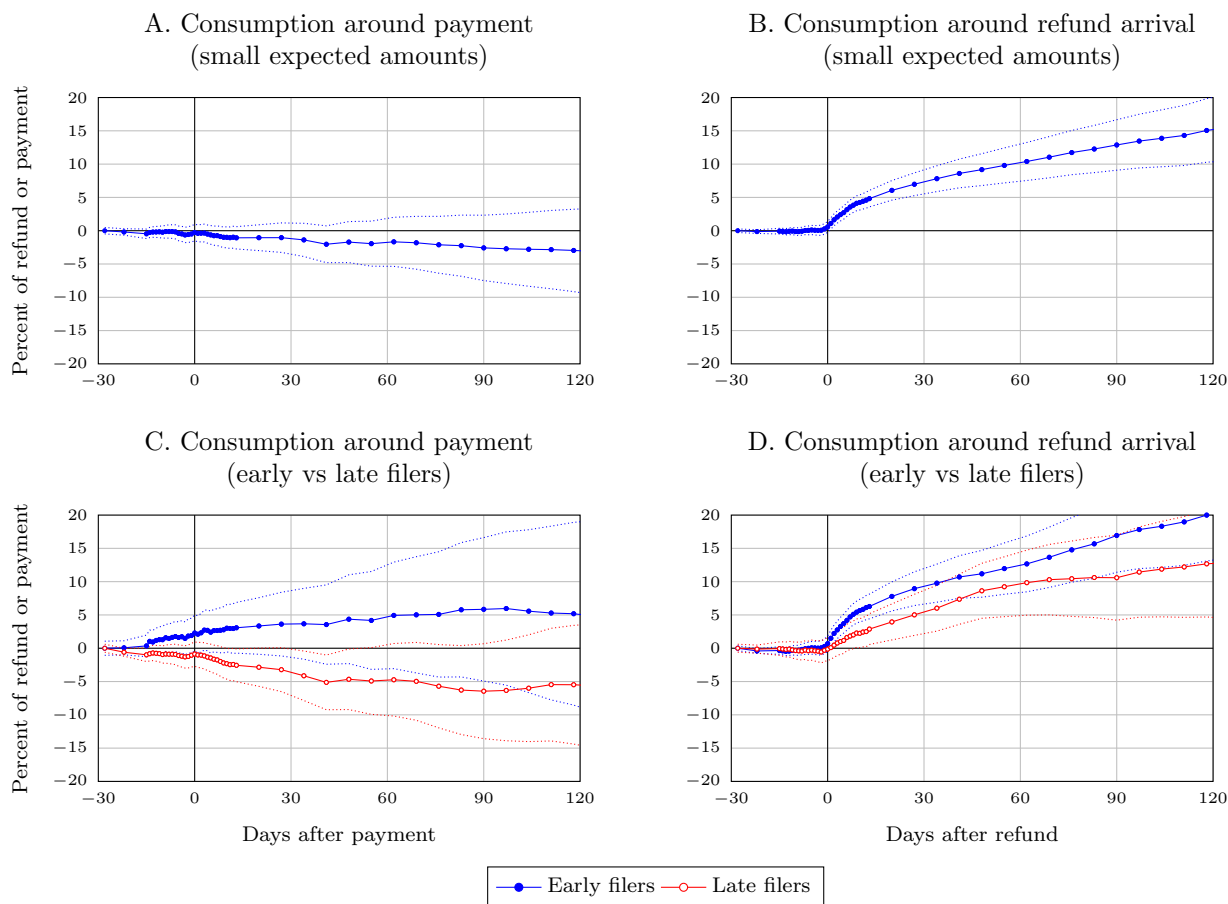 A. Consumption around payment
(small expected amounts)
B. Consumption around refund arrival
(small expected amounts)
Percent of refund or payment
20
15
10
5
0
−5
−10
−15
−20
−30 0 30 60 90 120
20
15
10
5
0
−5
−10
−15
−20
−30 0 30 60 90 120
C. Consumption around payment
(early vs late filers)
D. Consumption around refund arrival
(early vs late filers)
Percent of refund or payment
20
15
10
5
0
−5
−10
−15
−20
−30 0 30 60 90 120
Days after payment
20
15
10
5
0
−5
−10
−15
−20
−30 0 30 60 90 120
Days after refund
Early filers Late filers